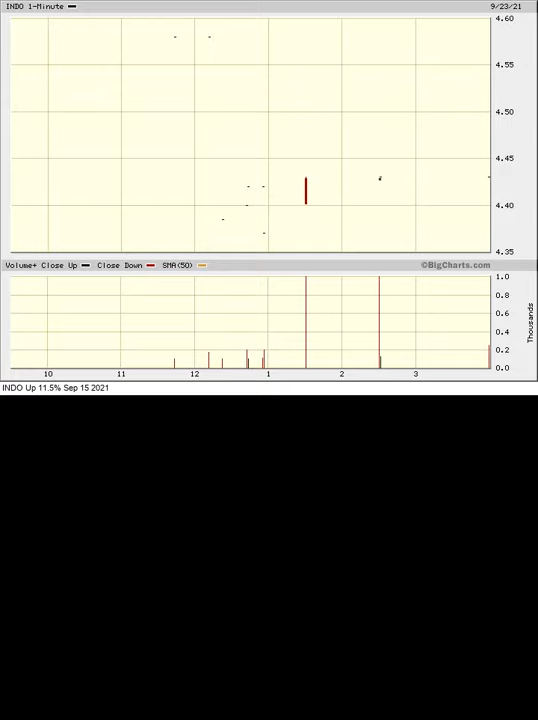 INDO 1-Minute 9/23/21
4.60
4.55
4.50
4.45
4.40
4.35
Volume+ Close Up Close Down SMA(50) ©BigCharts.com
1.0
0.8
0.6
0.4
0.2
0.0
Thousands
10 11 12 1 2 3
INDO Up 11.5% Sep 15 2021